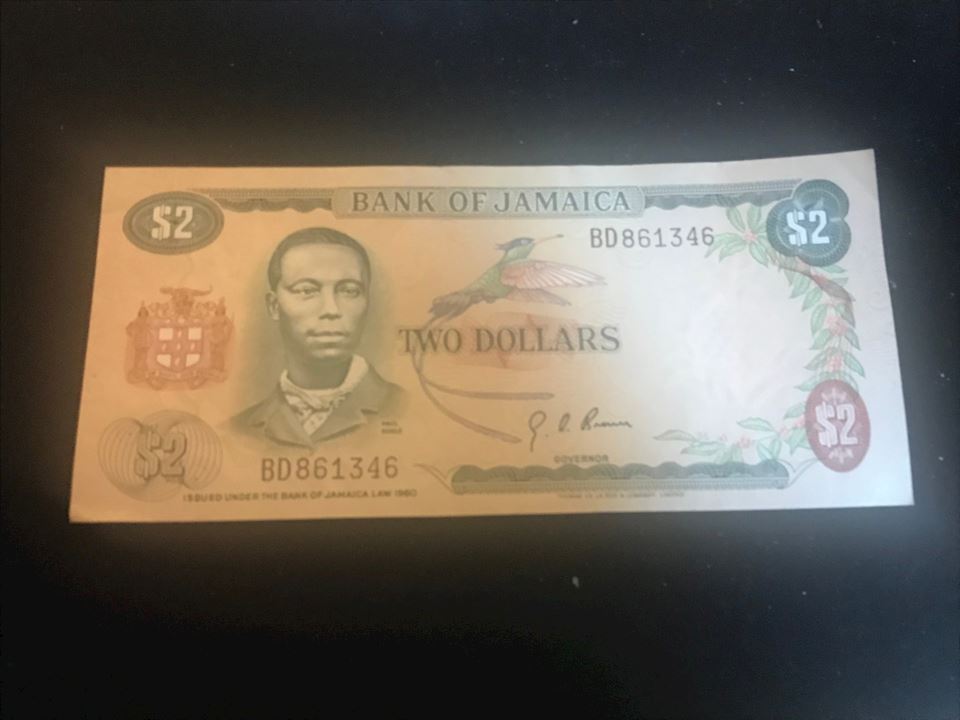 BANK OF JAMAICA
$2
$2
BD861346
TWO DOLLARS
$2
$2
BD861346
GOVERNOR
ISSUED UNDER THE BANK OF JAMAICA LAW 1960